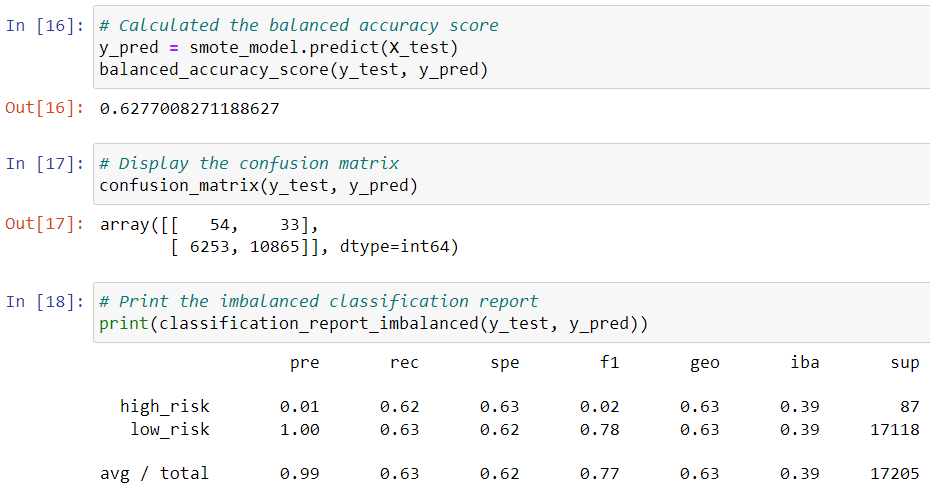 In [16]: # Calculated the balanced accuracy score
y_pred = smote_model.predict(X_test)
balanced_accuracy_score(y_test, y_pred)
Out[16]: 0.6277008271188627
In [17]: # Display the confusion matrix
confusion_matrix(y_test, y_pred)
Out[17]: array([[   54,    33],
       [ 6253, 10865]], dtype=int64)
In [18]: # Print the imbalanced classification report
print(classification_report_imbalanced(y_test, y_pred))
pre rec spe f1 geo iba sup
high_risk 0.01 0.62 0.63 0.02 0.63 0.39 87
low_risk 1.00 0.63 0.62 0.78 0.63 0.39 17118
avg / total 0.99 0.63 0.62 0.77 0.63 0.39 17205